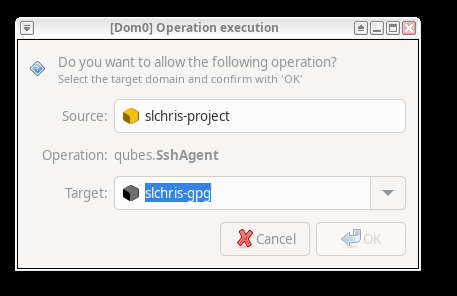 [Dom0] Operation execution
Do you want to allow the following operation?
Select the target domain and confirm with 'OK'
Source: slchris-project
Operation: qubes.SshAgent
Target: slchris-gpg
Cancel OK